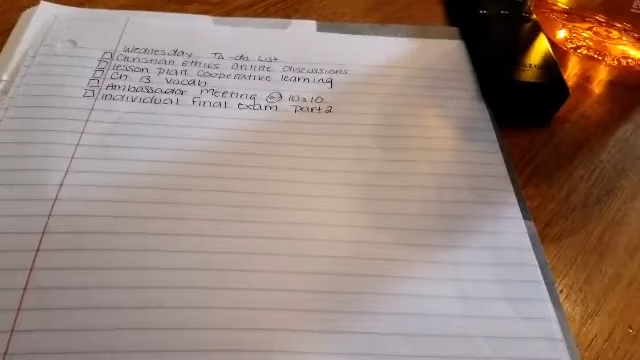 Wednesday To-do List
Christian Ethics Online Discussions
Lesson plan cooperative learning
Ch 13 Vocab
Ambassador Meeting @ 10:10
individual final exam part 2